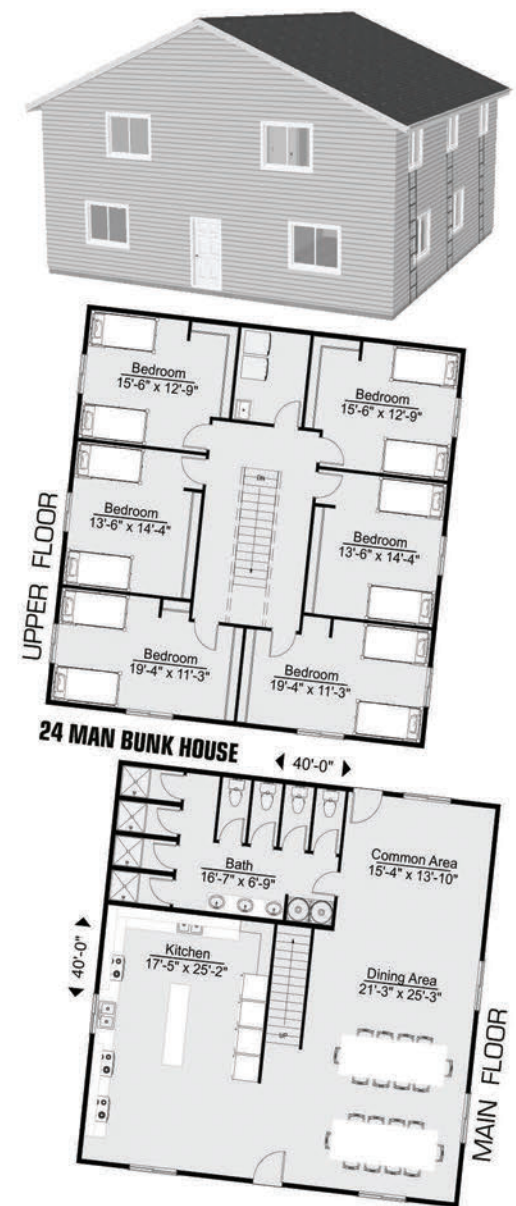 Bedroom
15'-6" x 12'-9"
Bedroom
15'-6" x 12'-9"
DN
Bedroom
13'-6" x 14'-4"
Bedroom
13'-6" x 14'-4"
UPPER FLOOR
Bedroom
19'-4" x 11'-3"
Bedroom
19'-4" x 11'-3"
24 MAN BUNK HOUSE
40'-0"
Bath
16'-7" x 6'-9"
Common Area
15'-4" x 13'-10"
40'-0"
Kitchen
17'-5" x 25'-2"
Dining Area
21'-3" x 25'-3"
UP
MAIN FLOOR